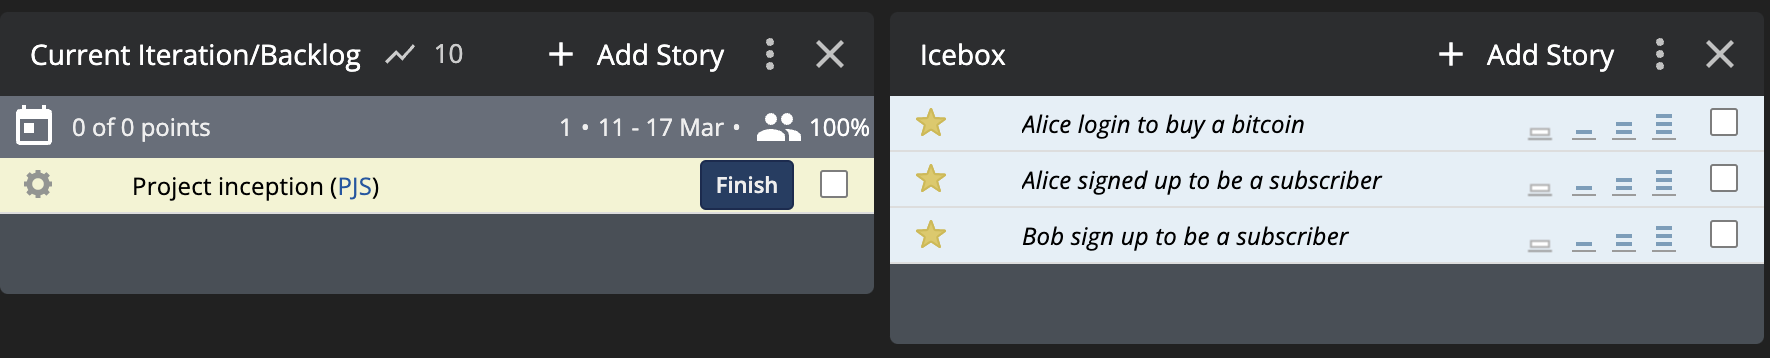 Current Iteration/Backlog 10 + Add Story
0 of 0 points 1 • 11 - 17 Mar • 100%
Project inception (PJS) Finish
Icebox + Add Story
Alice login to buy a bitcoin
Alice signed up to be a subscriber
Bob sign up to be a subscriber